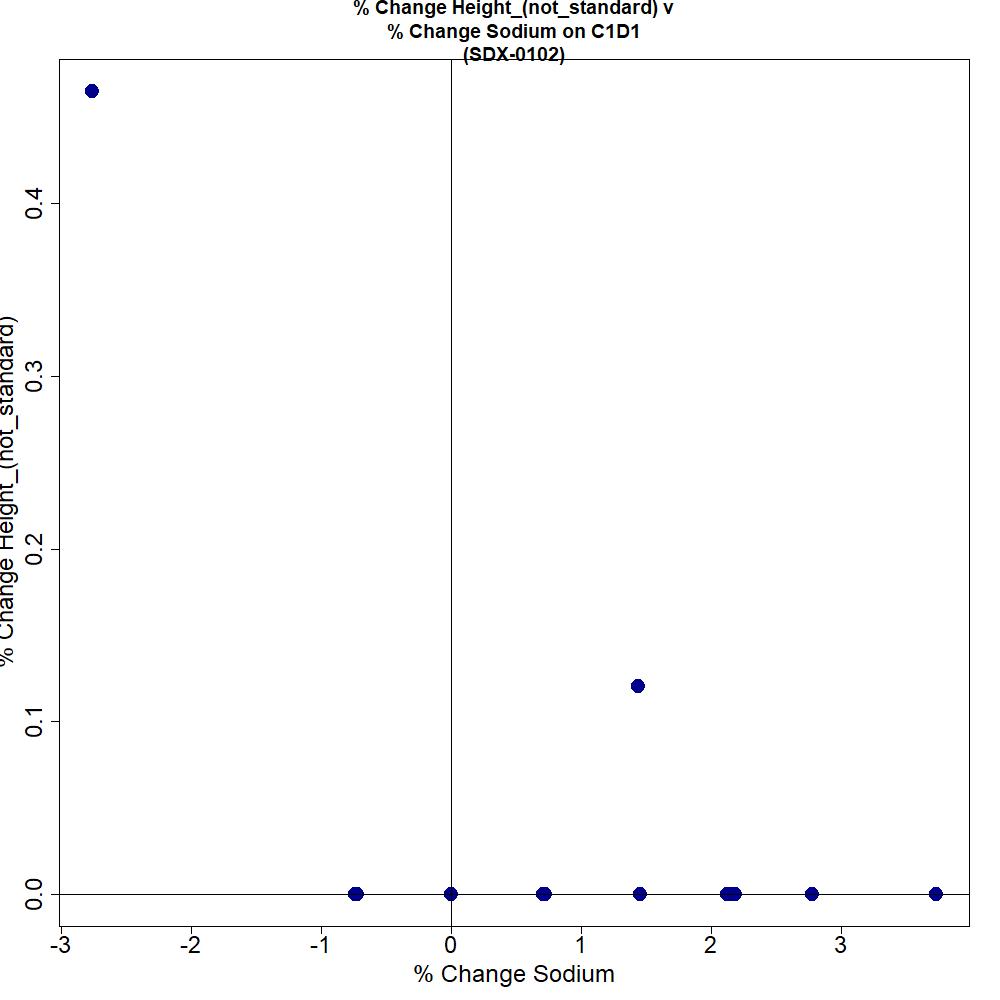 % Change Height_(not_standard) v
% Change Sodium on C1D1
(SDX-0102)
% Change Height_(not_standard)
0.4
0.3
0.2
0.1
0.0
-3 -2 -1 0 1 2 3
% Change Sodium